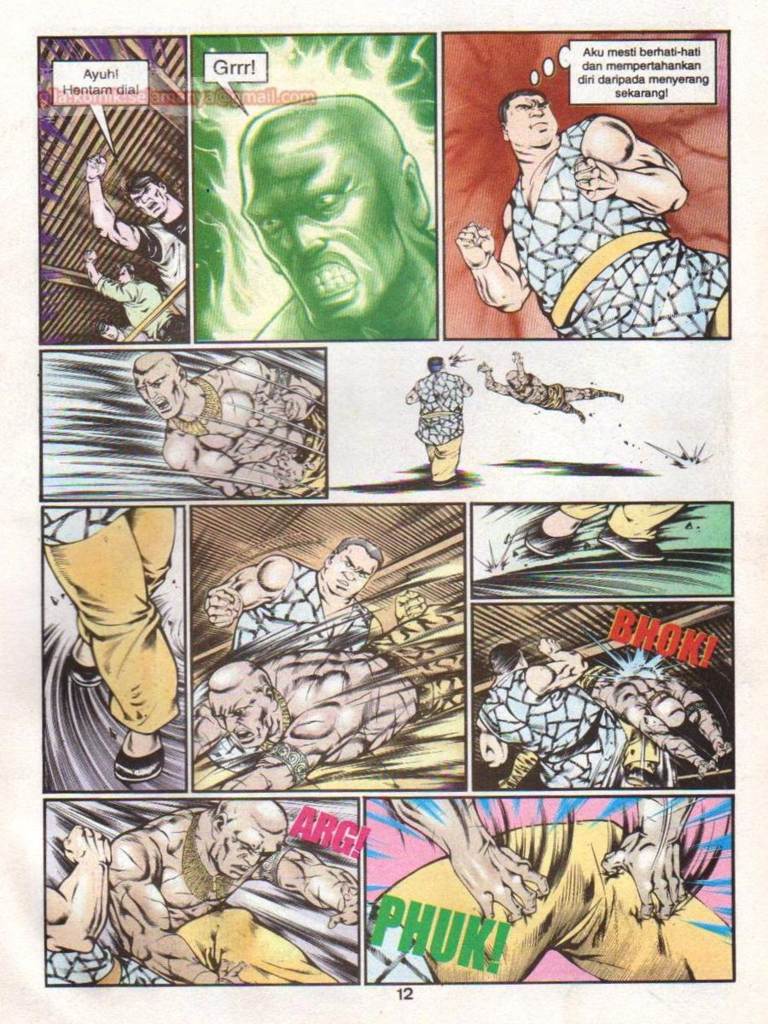 Ayuh!
Hentam dia!
Grrr!
Aku mesti berhati-hati
dan mempertahankan
diri daripada menyerang
sekarang!
BHOK!
ARG!
PHUK!
12